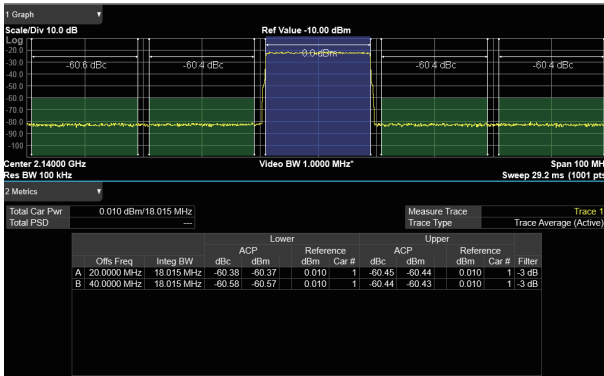 1 Graph
Scale/Div 10.0 dB
Ref Value -10.00 dBm
Log
-20.0
-30.0
-40.0
-50.0
-60.0
-70.0
-80.0
-90.0
-100
-60.6 dBc
-60.4 dBc
0.0 dBm
-60.4 dBc
-60.4 dBc
Center 2.14000 GHz
Video BW 1.0000 MHz*
Span 100 MH
Res BW 100 kHz
Sweep 29.2 ms (1001 pts
2 Metrics
Total Car Pwr 0.010 dBm/18.015 MHz
Measure Trace Trace 1
Total PSD ---
Trace Type Trace Average (Active)
Lower Upper
ACP Reference ACP Reference
Offs Freq Integ BW dBc dBm dBm Car # dBc dBm dBm Car # Filter
A 20.0000 MHz 18.015 MHz -60.38 -60.37 0.010 1 -60.45 -60.44 0.010 1 -3 dB
B 40.0000 MHz 18.015 MHz -60.58 -60.57 0.010 1 -60.44 -60.43 0.010 1 -3 dB